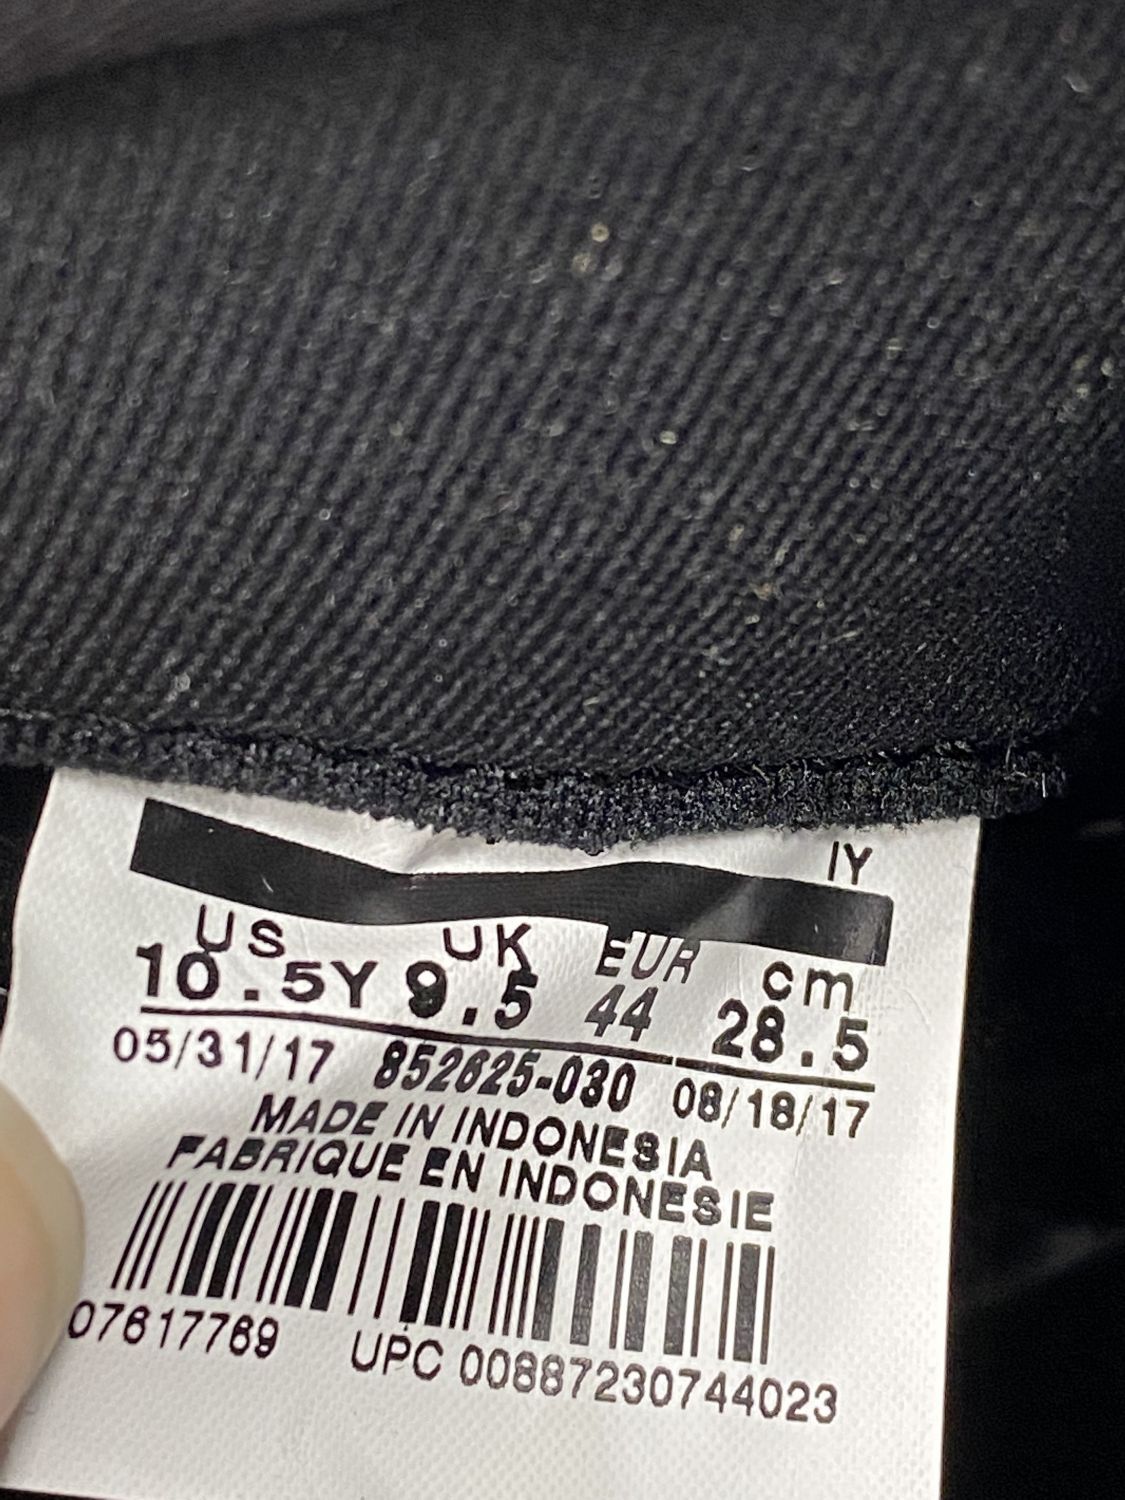 IY
US UK EUR cm
10.5Y 9.5 44 28.5
05/31/17 852625-030 08/18/17
MADE IN INDONESIA
FABRIQUE EN INDONESIE
07617769 UPC 00887230744023